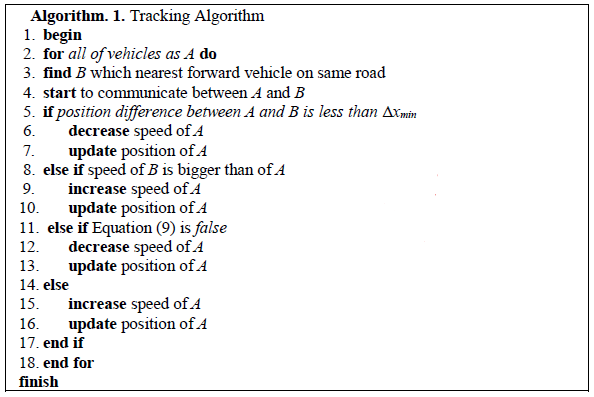 Algorithm. 1. Tracking Algorithm
1. begin
2. for all of vehicles as A do
3. find B which nearest forward vehicle on same road
4. start to communicate between A and B
5. if position difference between A and B is less than Δxmin
6. decrease speed of A
7. update position of A
8. else if speed of B is bigger than of A
9. increase speed of A
10. update position of A
11. else if Equation (9) is false
12. decrease speed of A
13. update position of A
14. else
15. increase speed of A
16. update position of A
17. end if
18. end for
finish